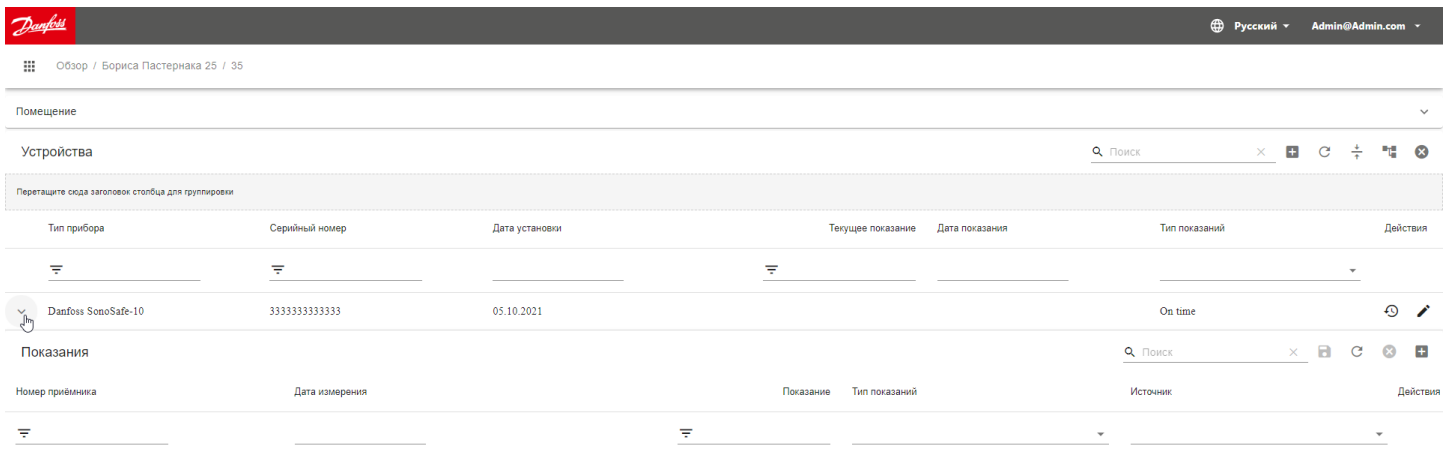 Danfoss
Русский Admin@Admin.com
Обзор / Бориса Пастернака 25 / 35
Помещение
Устройства Поиск
Перетащите сюда заголовок столбца для группировки
Тип прибора Серийный номер Дата установки Текущее показание Дата показания Тип показаний Действия
Danfoss SonoSafe-10 3333333333333 05.10.2021 On time
Показания Поиск
Номер приёмника Дата измерения Показание Тип показаний Источник Действия